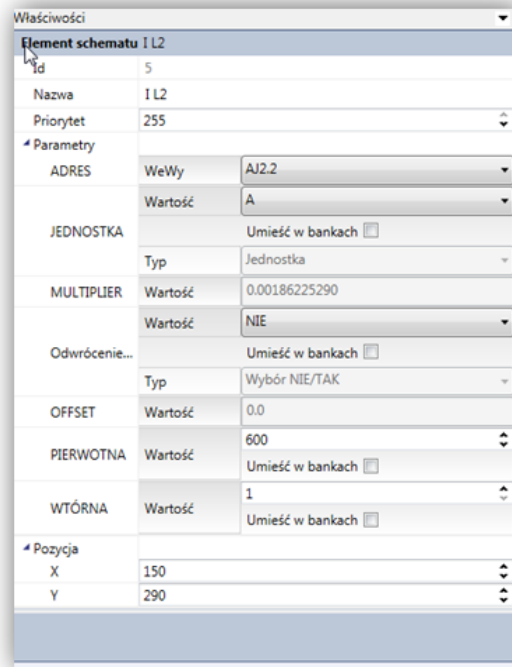 Właściwości
Element schematu I L2
Id 5
Nazwa I L2
Priorytet 255
Parametry
ADRES WeWy AJ2.2
JEDNOSTKA Wartość A
Umieść w bankach
Typ Jednostka
MULTIPLIER Wartość 0.00186225290
Odwrócenie... Wartość NIE
Umieść w bankach
Typ Wybór NIE/TAK
OFFSET Wartość 0.0
PIERWOTNA Wartość 600
Umieść w bankach
WTÓRNA Wartość 1
Umieść w bankach
Pozycja
X 150
Y 290